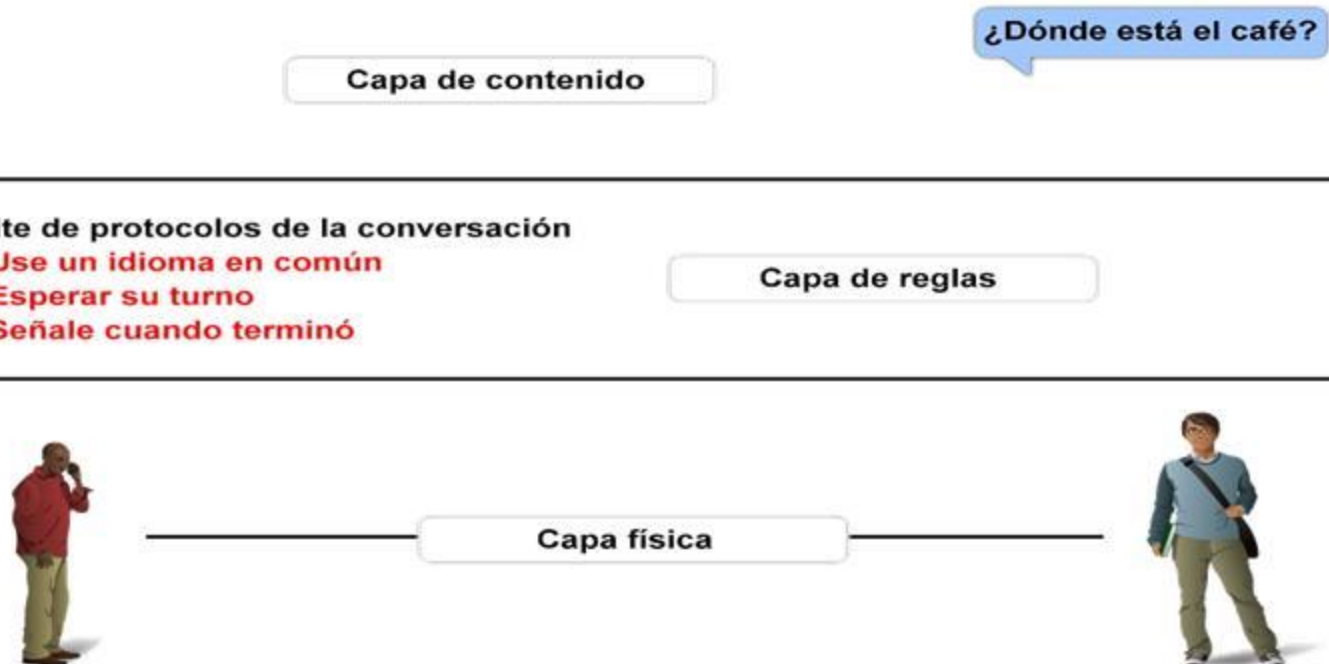 ¿Dónde está el café?
Capa de contenido
te de protocolos de la conversación
Use un idioma en común
Esperar su turno
Señale cuando terminó
Capa de reglas
Capa física